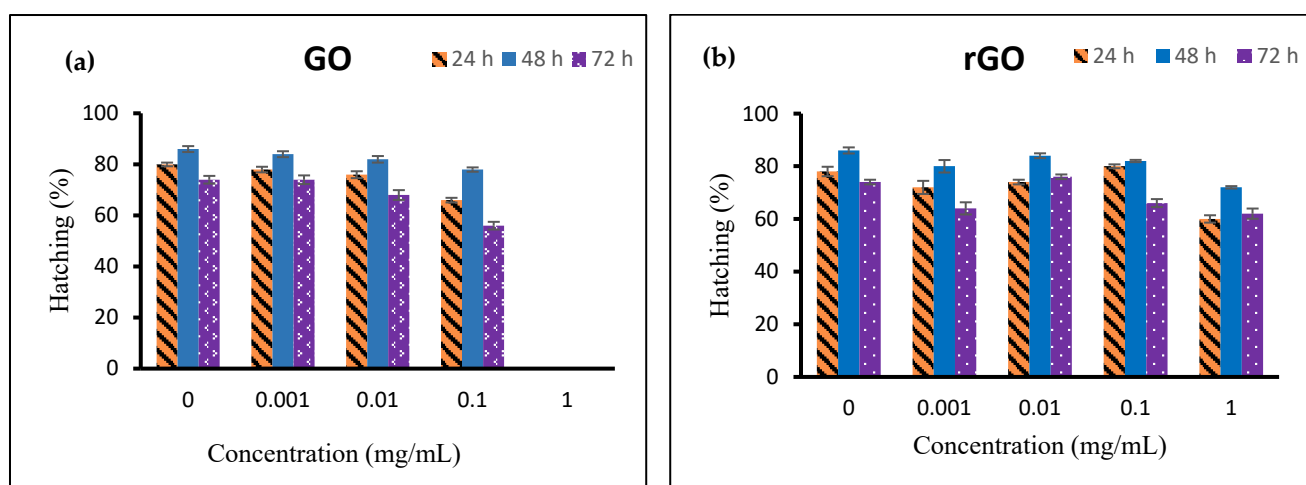 (a)
GO
24 h 48 h 72 h
Hatching (%)
100
80
60
40
20
0
0 0.001 0.01 0.1 1
Concentration (mg/mL)
(b)
rGO
24 h 48 h 72 h
Hatching (%)
100
80
60
40
20
0
0 0.001 0.01 0.1 1
Concentration (mg/mL)